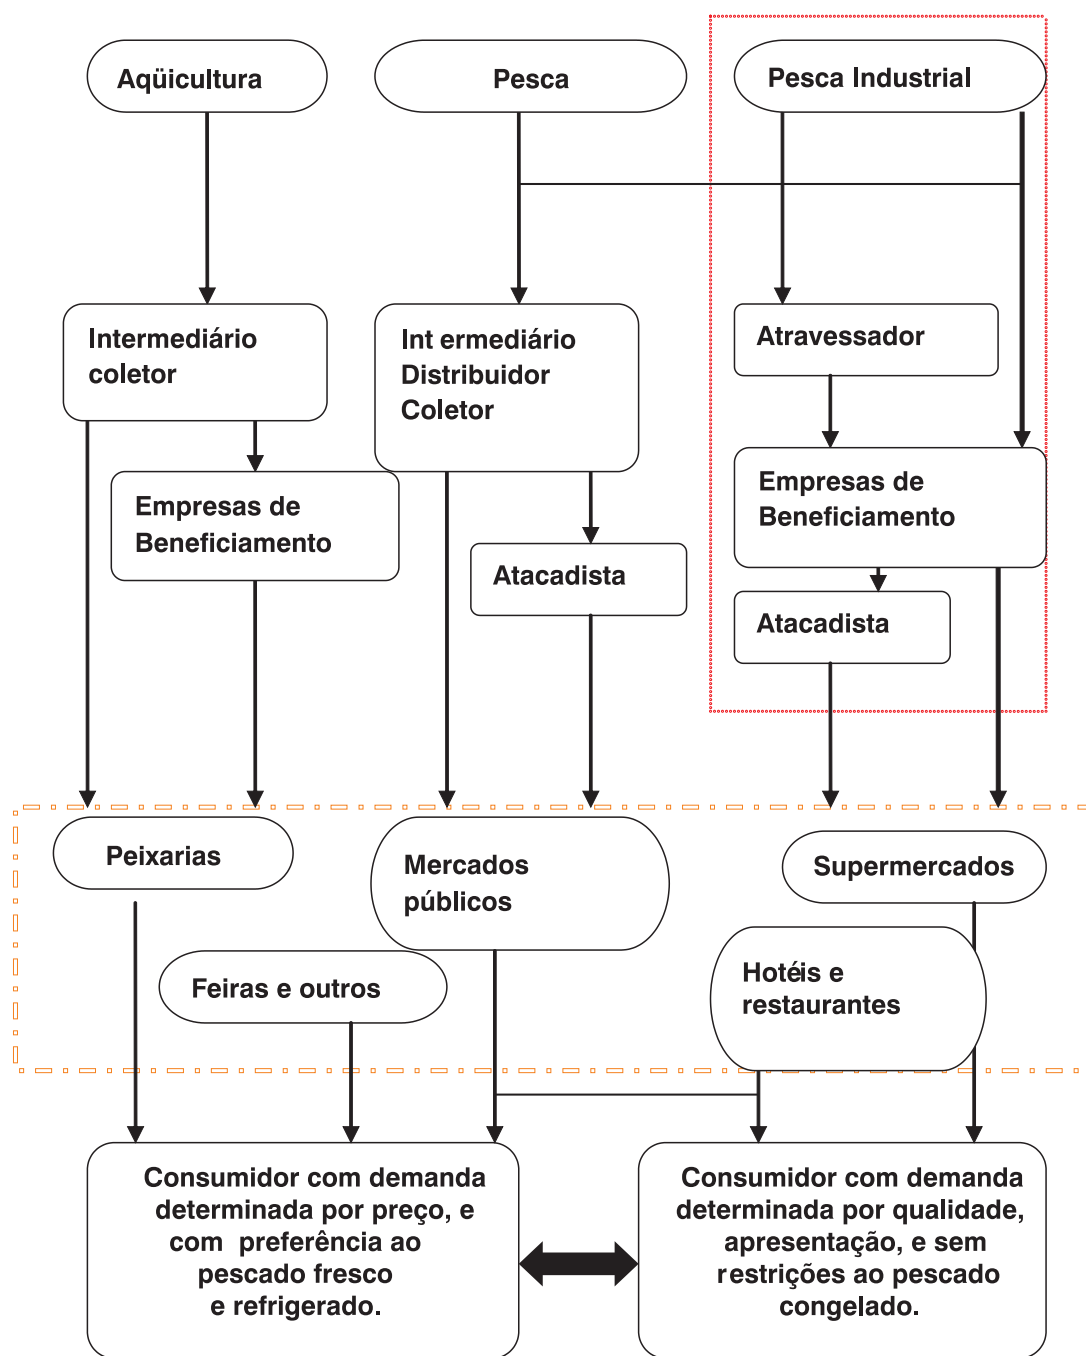 Aqüicultura
Pesca
Pesca Industrial
Intermediário
coletor
Int ermediário
Distribuidor
Coletor
Atravessador
Empresas de
Beneficiamento
Empresas de
Beneficiamento
Atacadista
Atacadista
Peixarias
Mercados
públicos
Supermercados
Feiras e outros
Hotéis e
restaurantes
Consumidor com demanda
determinada por preço, e
com preferência ao
pescado fresco
e refrigerado.
Consumidor com demanda
determinada por qualidade,
apresentação, e sem
restrições ao pescado
congelado.